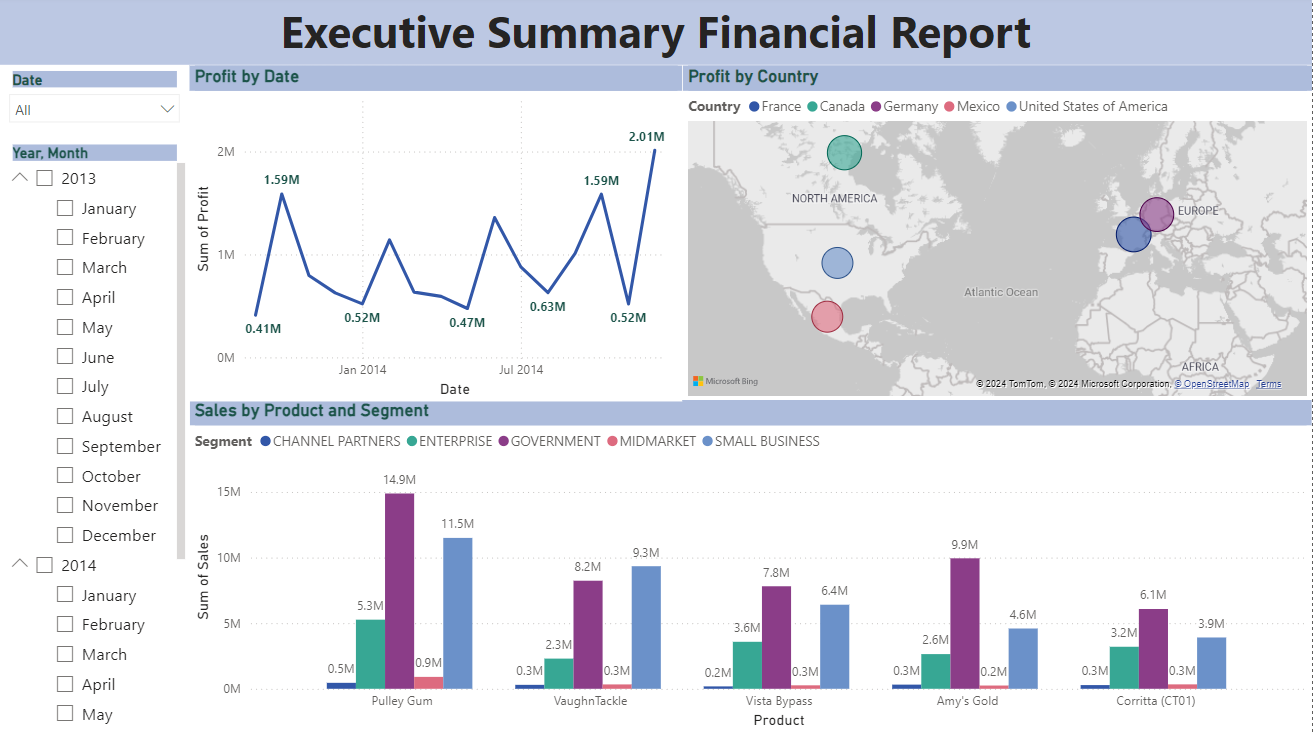 Executive Summary Financial Report
Date
All
Year, Month
2013
January
February
March
April
May
June
July
August
September
October
November
December
2014
January
February
March
April
May
Profit by Date
Sum of Profit
2M
1M
0M
0.41M
1.59M
0.52M
0.47M
0.63M
1.59M
0.52M
2.01M
Jan 2014
Jul 2014
Date
Profit by Country
Country France Canada Germany Mexico United States of America
NORTH AMERICA
EUROPE
Atlantic Ocean
AFRICA
Microsoft Bing
© 2024 TomTom, © 2024 Microsoft Corporation, © OpenStreetMap Terms
Sales by Product and Segment
Segment CHANNEL PARTNERS ENTERPRISE GOVERNMENT MIDMARKET SMALL BUSINESS
Sum of Sales
15M
10M
5M
0M
0.5M 5.3M 14.9M 0.9M 11.5M
0.3M 2.3M 8.2M 0.3M 9.3M
0.2M 3.6M 7.8M 0.3M 6.4M
0.3M 2.6M 9.9M 0.2M 4.6M
0.3M 3.2M 6.1M 0.3M 3.9M
Pulley Gum VaughnTackle Vista Bypass Amy's Gold Corritta (CT01)
Product